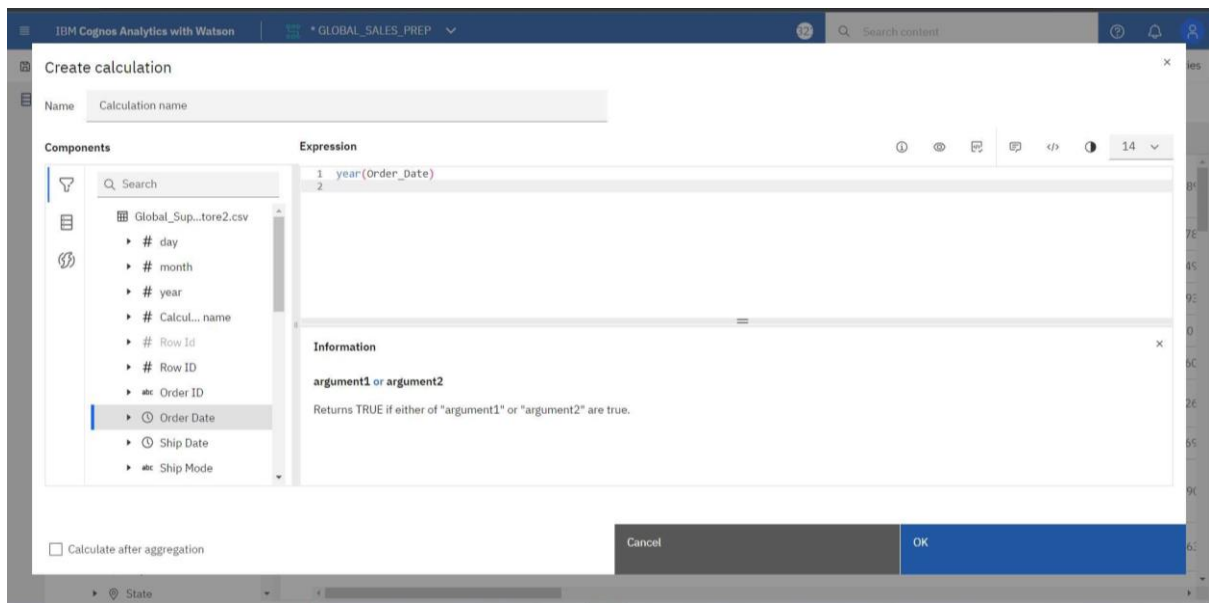 IBM Cognos Analytics with Watson
* GLOBAL_SALES_PREP
Search content
Create calculation
ies
Name
Calculation name
Components
Expression
14
Search
1 year(Order_Date)
2
Global_Sup...tore2.csv
# day
# month
# year
# Calcul... name
# Row Id
# Row ID
abc Order ID
Order Date
Ship Date
abc Ship Mode
Information
argument1 or argument2
Returns TRUE if either of "argument1" or "argument2" are true.
Calculate after aggregation
Cancel
OK
State